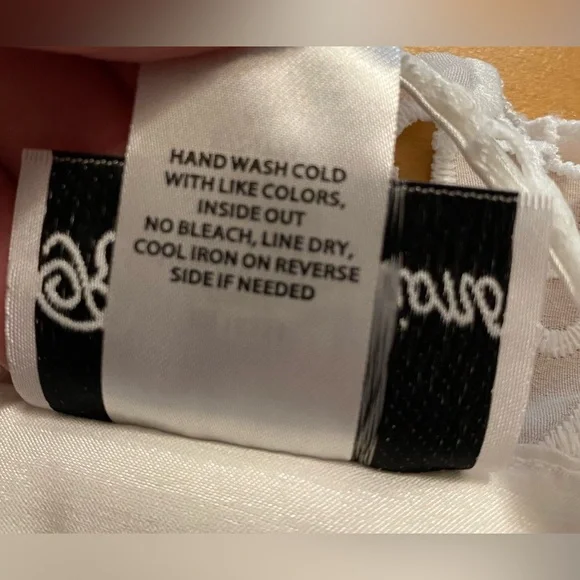 HAND WASH COLD
WITH LIKE COLORS,
INSIDE OUT
NO BLEACH, LINE DRY,
COOL IRON ON REVERSE
SIDE IF NEEDED